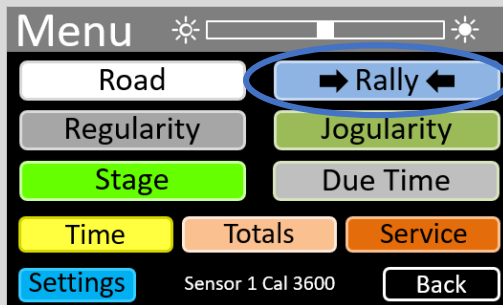 Menu
Road ➡ Rally ⬅
Regularity Jogularity
Stage Due Time
Time Totals Service
Settings Sensor 1 Cal 3600 Back